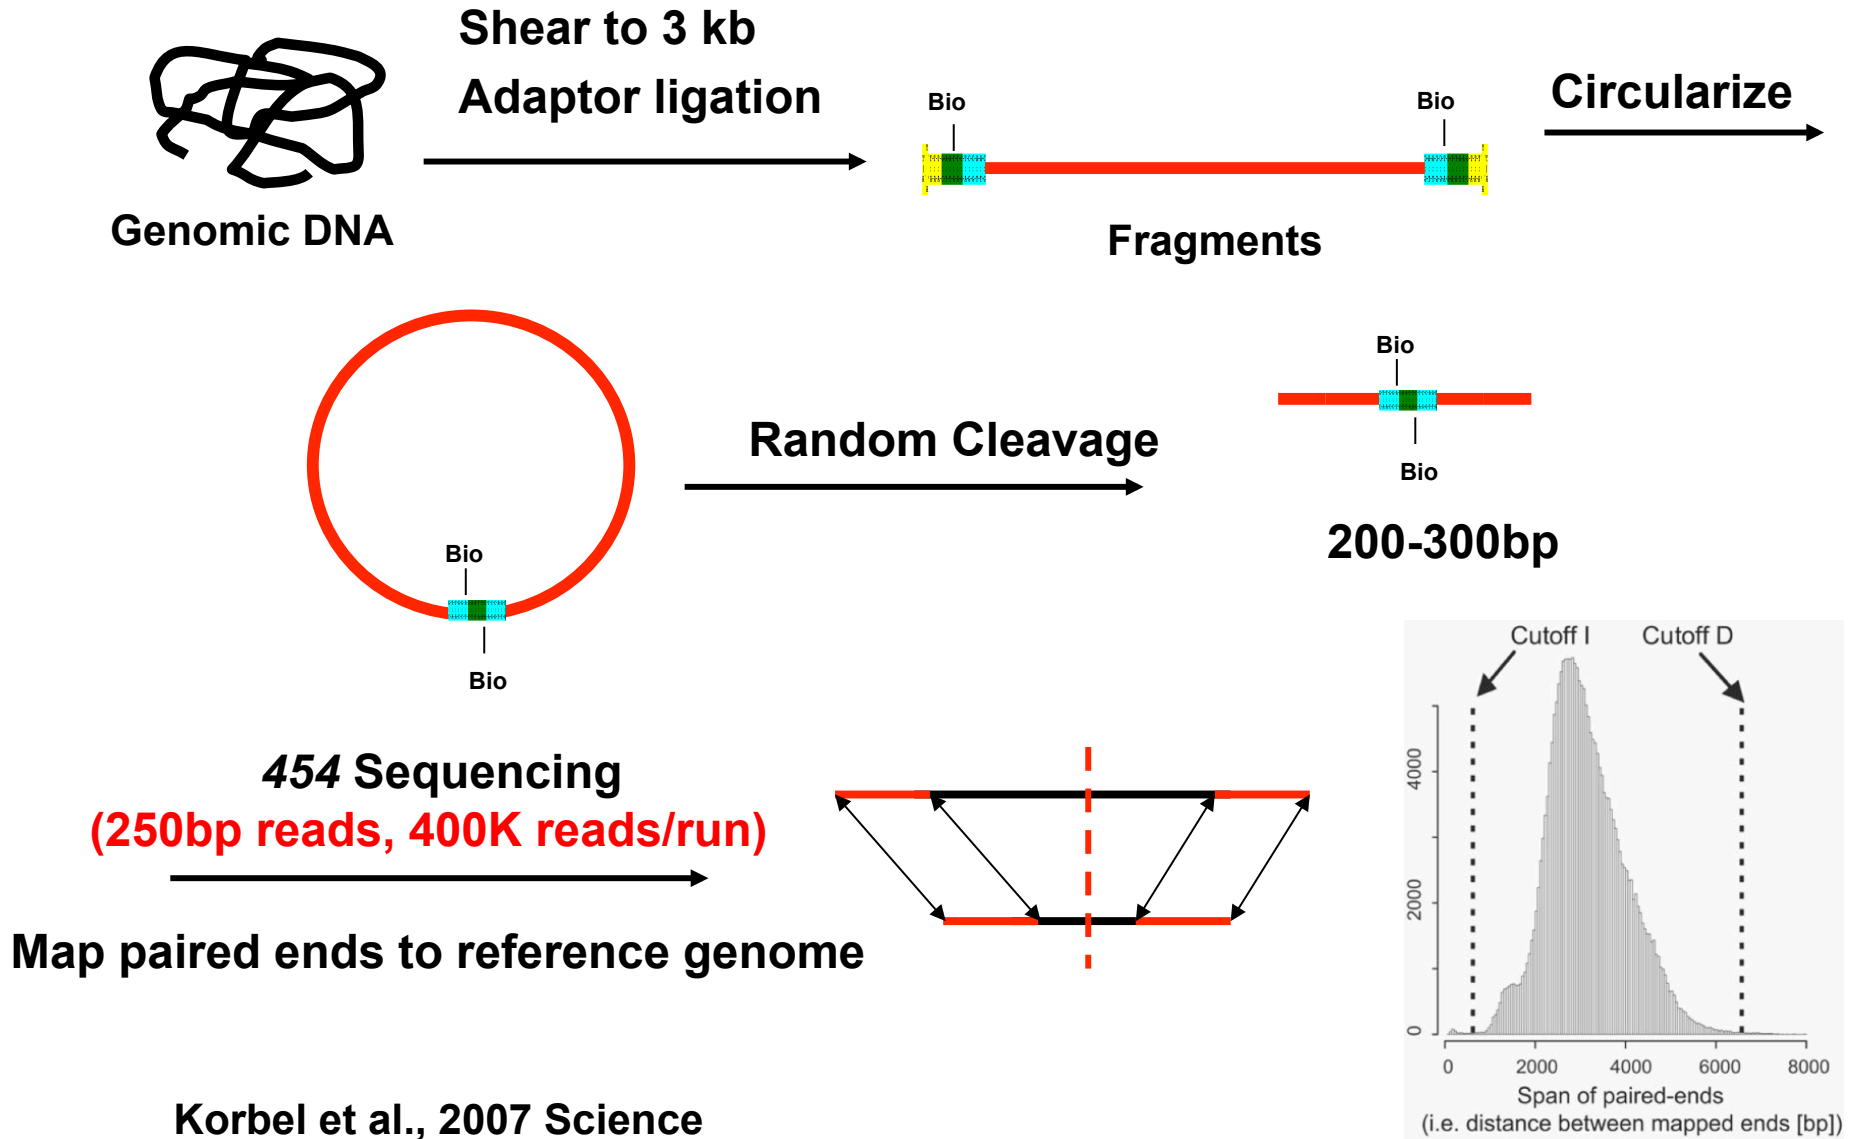 Shear to 3 kb
Adaptor ligation
Bio
Bio
Circularize
Genomic DNA
Fragments
Bio
Bio
Random Cleavage
Bio
Bio
200-300bp
454 Sequencing
(250bp reads, 400K reads/run)
Map paired ends to reference genome
Cutoff I
Cutoff D
4000
2000
0
0 2000 4000 6000 8000
Span of paired-ends
(i.e. distance between mapped ends [bp])
Korbel et al., 2007 Science